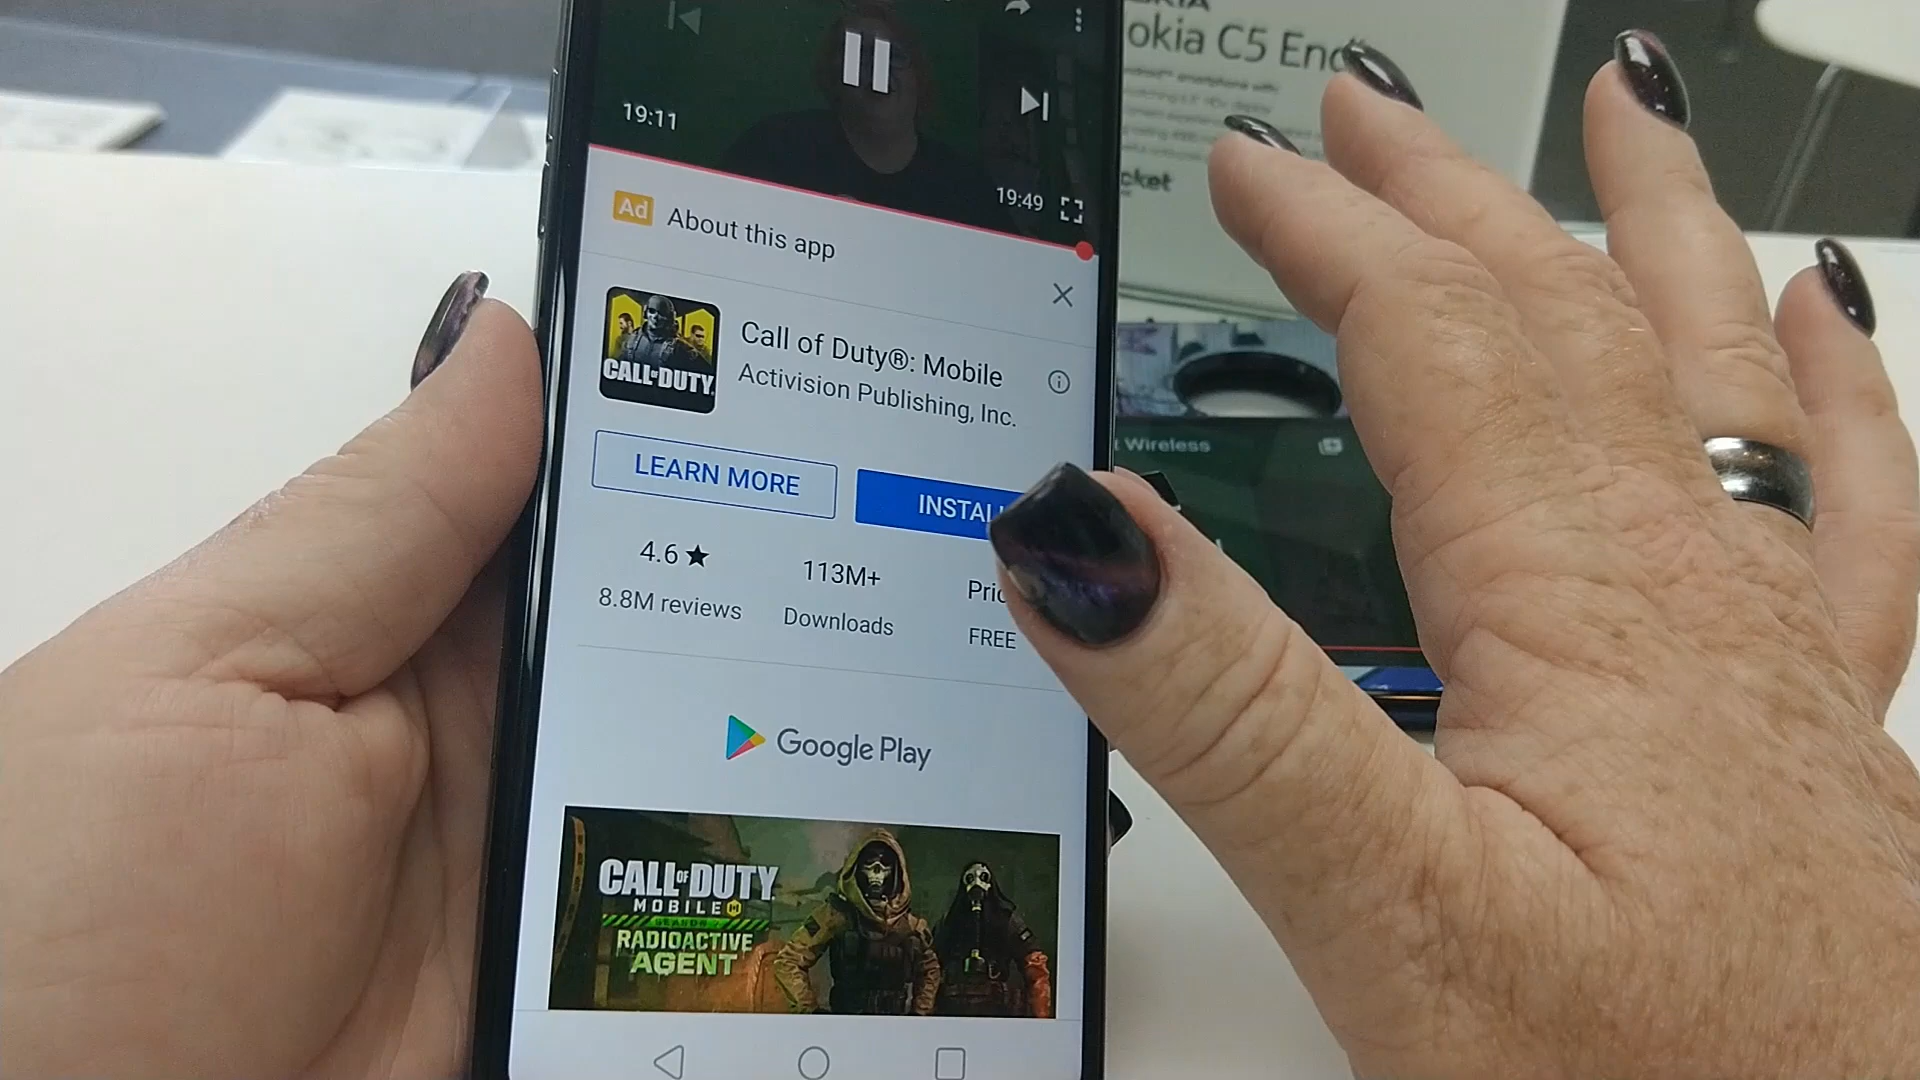 okia C5 End
19:11
19:49
cket
Ad About this app
CALL OF DUTY
Call of Duty®: Mobile
Activision Publishing, Inc.
t Wireless
LEARN MORE
INSTAL
4.6 ★
113M+
Pric
8.8M reviews
Downloads
FREE
Google Play
CALL OF DUTY
MOBILE
RADIOACTIVE
AGENT